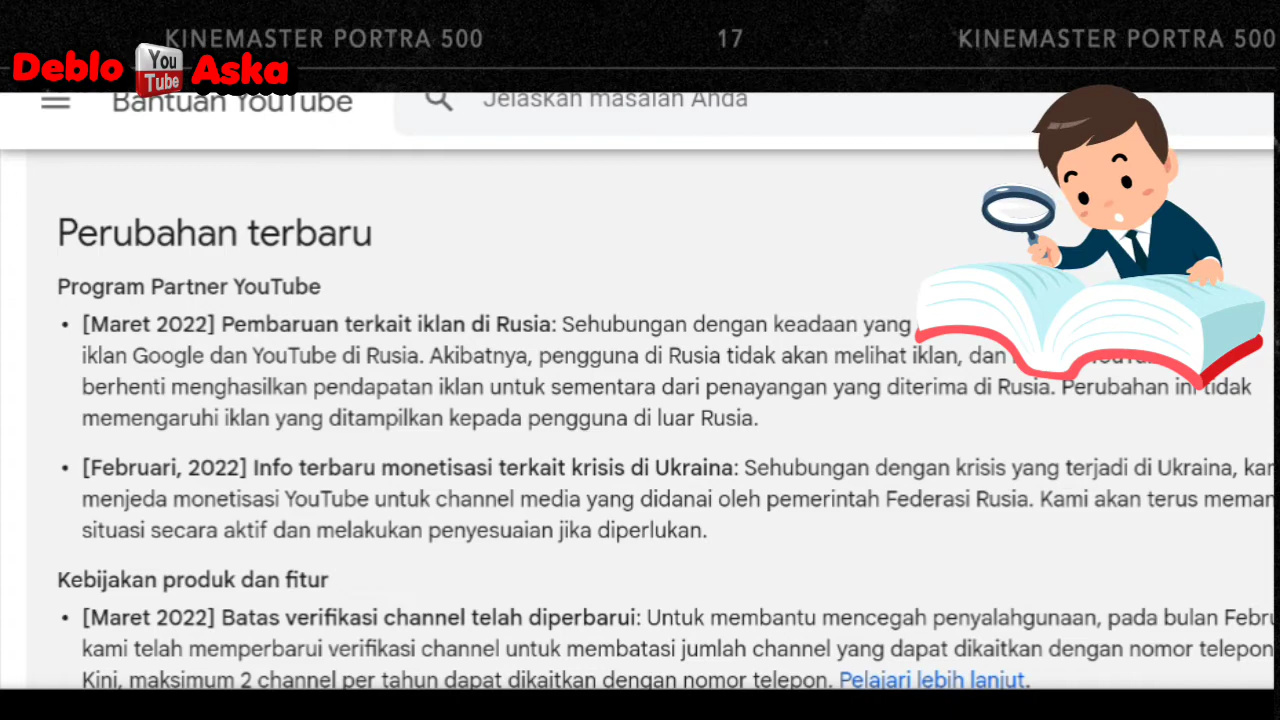 KINEMASTER PORTRA 500 17 KINEMASTER PORTRA 500
Deblo You Tube Aska
Bantuan YouTube Jelaskan masalah Anda
Perubahan terbaru
Program Partner YouTube
• [Maret 2022] Pembaruan terkait iklan di Rusia: Sehubungan dengan keadaan yang
iklan Google dan YouTube di Rusia. Akibatnya, pengguna di Rusia tidak akan melihat iklan, dan
berhenti menghasilkan pendapatan iklan untuk sementara dari penayangan yang diterima di Rusia. Perubahan ini tidak
memengaruhi iklan yang ditampilkan kepada pengguna di luar Rusia.
• [Februari, 2022] Info terbaru monetisasi terkait krisis di Ukraina: Sehubungan dengan krisis yang terjadi di Ukraina, kam
menjeda monetisasi YouTube untuk channel media yang didanai oleh pemerintah Federasi Rusia. Kami akan terus meman
situasi secara aktif dan melakukan penyesuaian jika diperlukan.
Kebijakan produk dan fitur
• [Maret 2022] Batas verifikasi channel telah diperbarui: Untuk membantu mencegah penyalahgunaan, pada bulan Febru
kami telah memperbarui verifikasi channel untuk membatasi jumlah channel yang dapat dikaitkan dengan nomor telepon
Kini, maksimum 2 channel per tahun dapat dikaitkan dengan nomor telepon. Pelajari lebih lanjut.